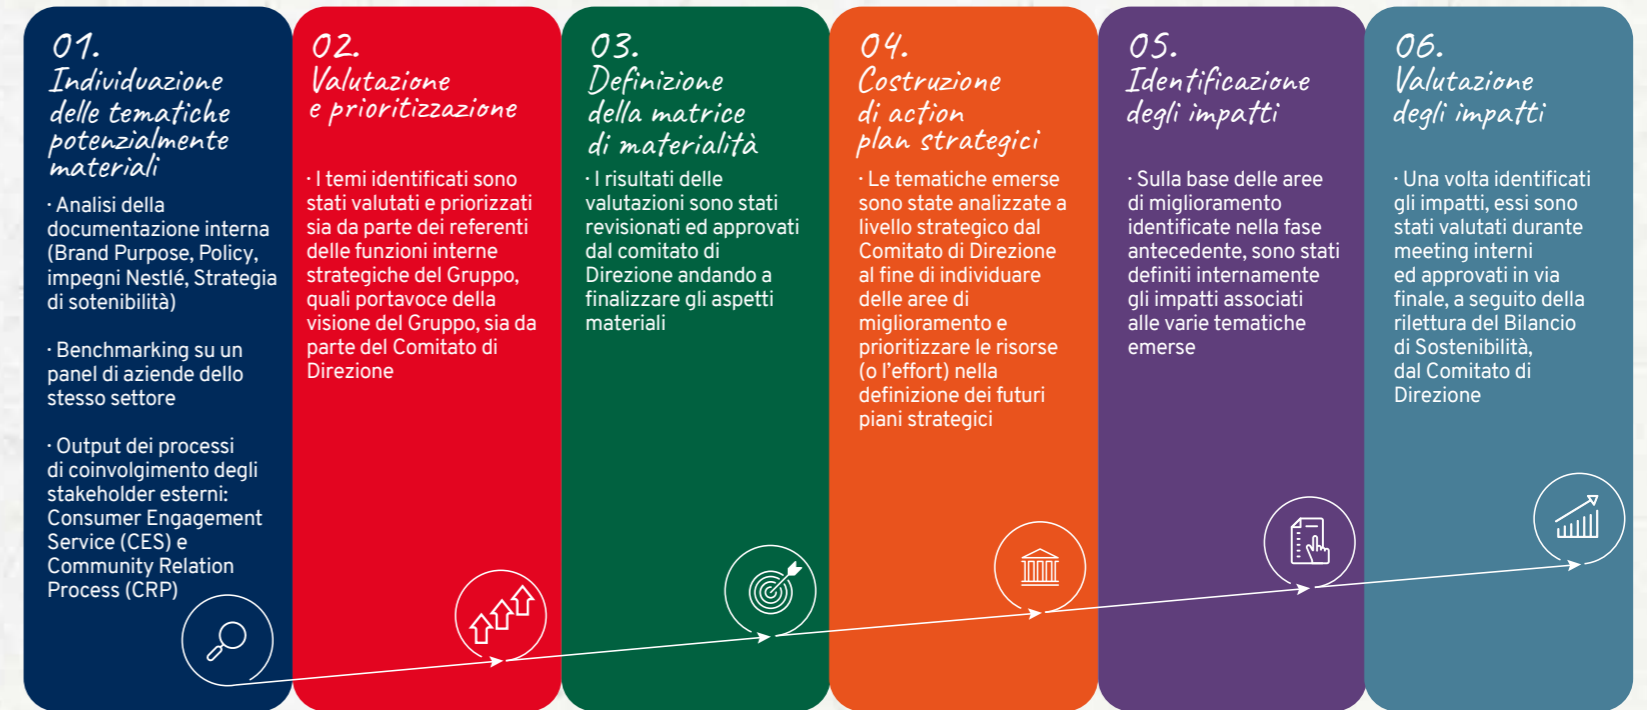 01.
Individuazione
delle tematiche
potenzialmente
materiali
· Analisi della
documentazione interna
(Brand Purpose, Policy,
impegni Nestlé, Strategia
di sotenibilità)
· Benchmarking su un
panel di aziende dello
stesso settore
· Output dei processi
di coinvolgimento degli
stakeholder esterni:
Consumer Engagement
Service (CES) e
Community Relation
Process (CRP)
02.
Valutazione
e prioritizzazione
· I temi identificati sono
stati valutati e priorizzati
sia da parte dei referenti
delle funzioni interne
strategiche del Gruppo,
quali portavoce della
visione del Gruppo, sia da
parte del Comitato di
Direzione
03.
Definizione
della matrice
di materialità
· I risultati delle
valutazioni sono stati
revisionati ed approvati
dal comitato di
Direzione andando a
finalizzare gli aspetti
materiali
04.
Costruzione
di action
plan strategici
· Le tematiche emerse
sono state analizzate a
livello strategico dal
Comitato di Direzione
al fine di individuare
delle aree di
miglioramento e
prioritizzare le risorse
(o l'effort) nella
definizione dei futuri
piani strategici
05.
Identificazione
degli impatti
· Sulla base delle aree
di miglioramento
identificate nella fase
antecedente, sono stati
definiti internamente
gli impatti associati
alle varie tematiche
emerse
06.
Valutazione
degli impatti
· Una volta identificati
gli impatti, essi sono
stati valutati durante
meeting interni
ed approvati in via
finale, a seguito della
rilettura del Bilancio
di Sostenibilità,
dal Comitato di
Direzione